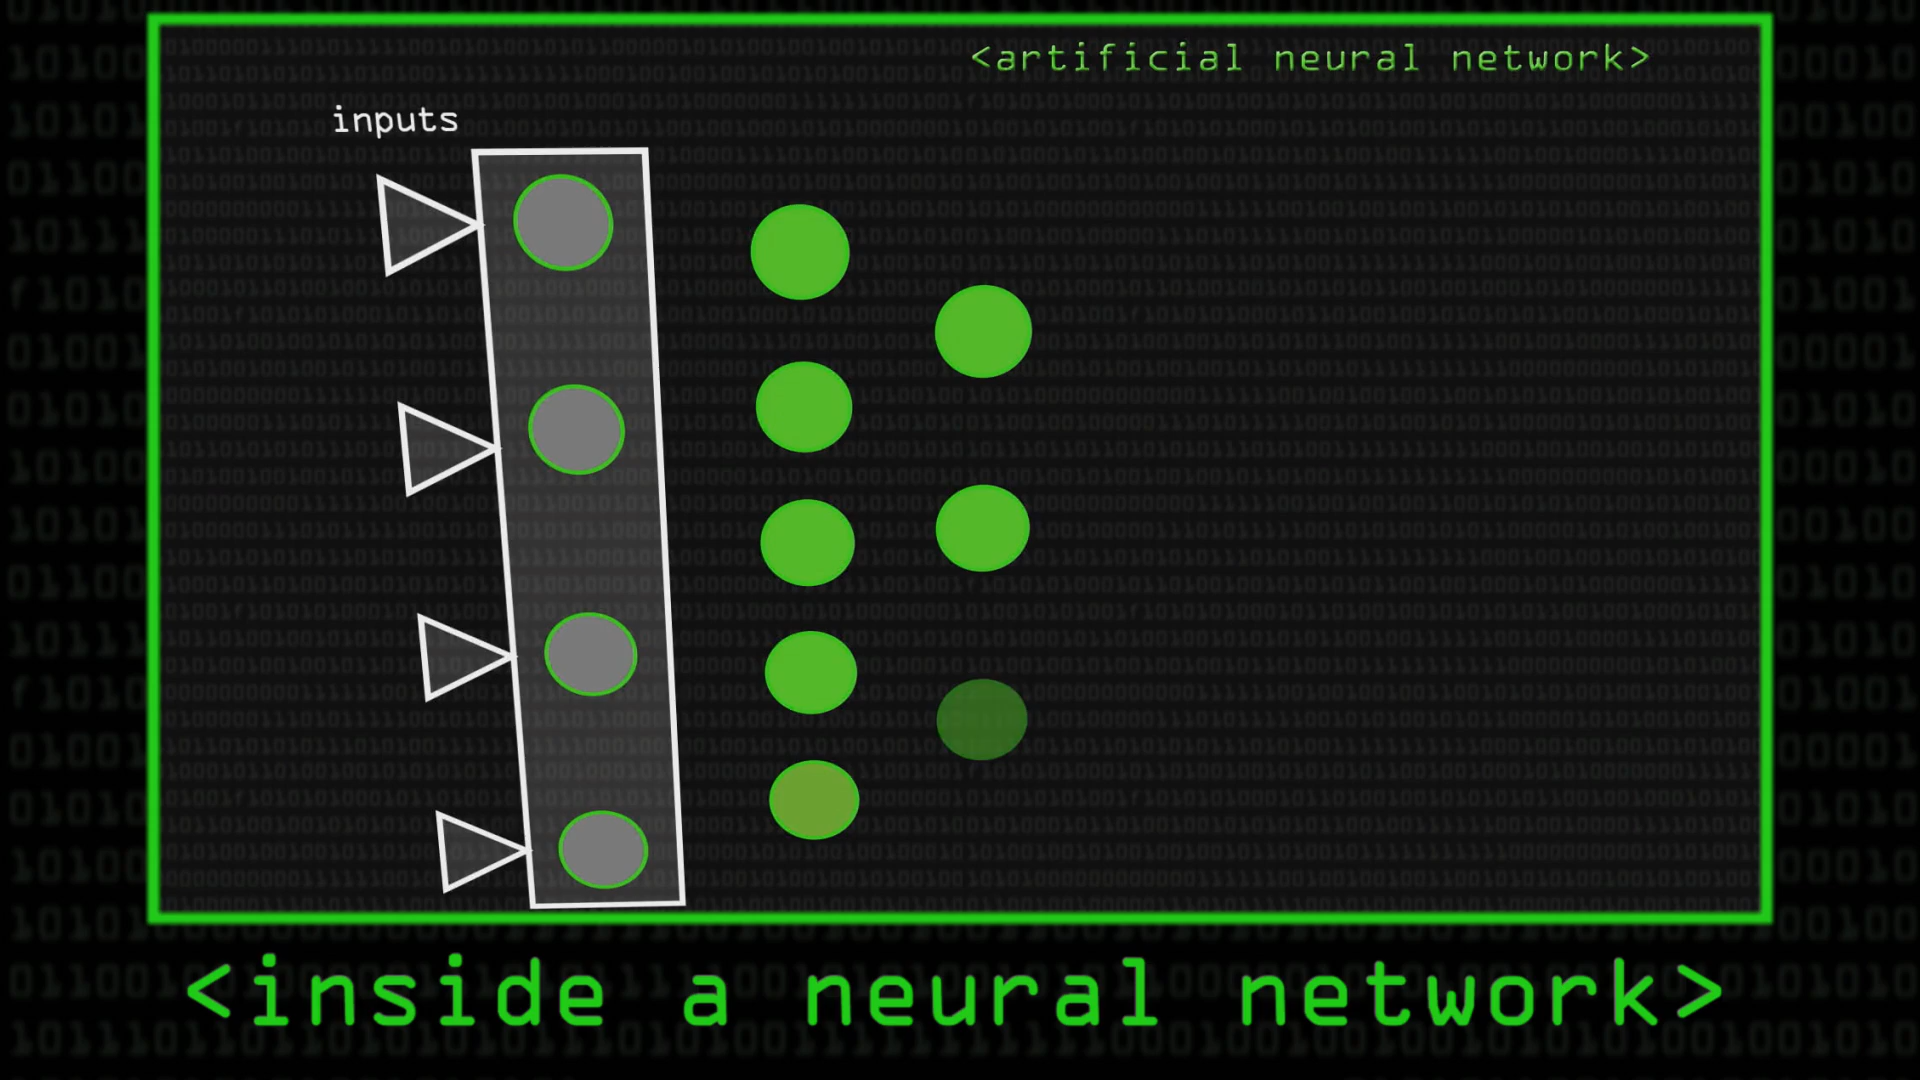 <artificial neural network>
inputs
<inside a neural network>